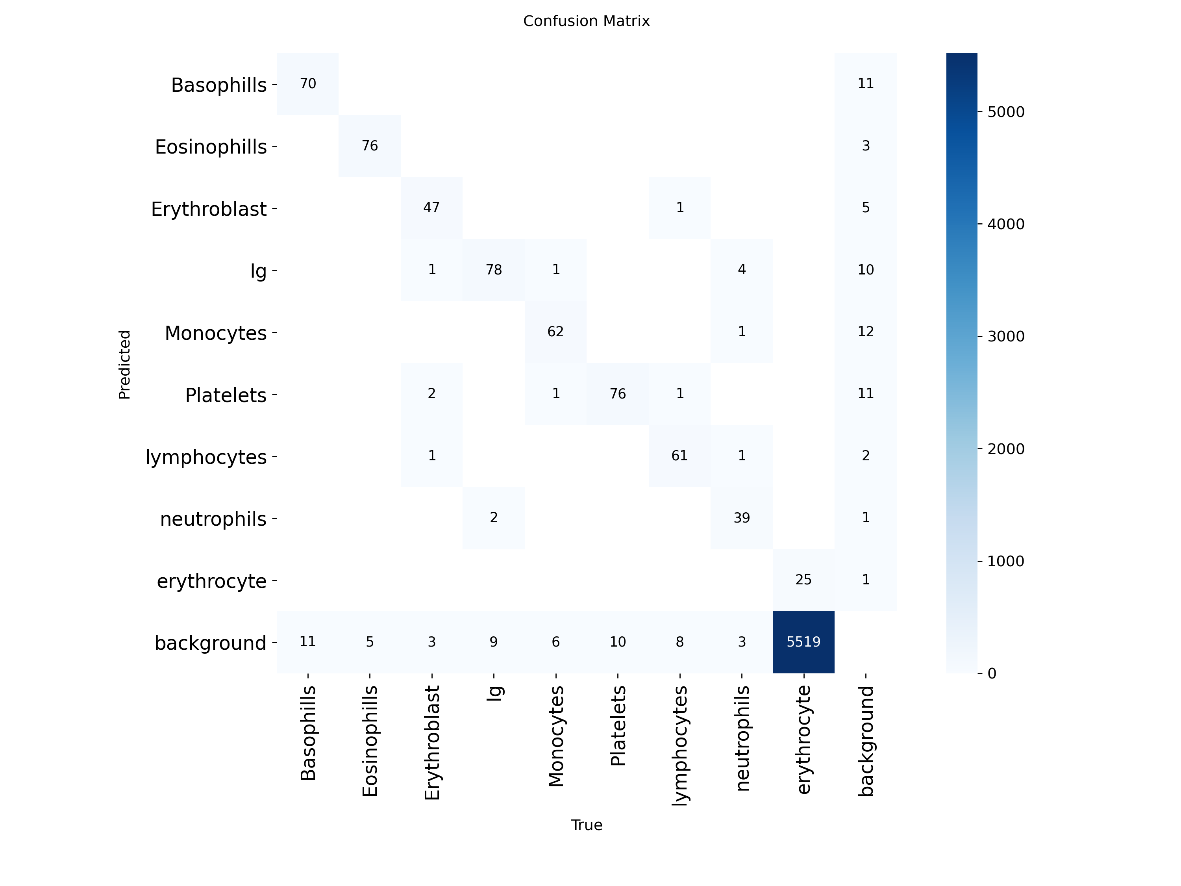 Confusion Matrix
Basophills 70 11
Eosinophills 76 3
Erythroblast 47 1 5
Ig 1 78 1 4 10
Monocytes 62 1 12
Platelets 2 1 76 1 11
lymphocytes 1 61 1 2
neutrophils 2 39 1
erythrocyte 25 1
background 11 5 3 9 6 10 8 3 5519
Predicted
Basophills Eosinophills Erythroblast Ig Monocytes Platelets lymphocytes neutrophils erythrocyte background
True
5000
4000
3000
2000
1000
0